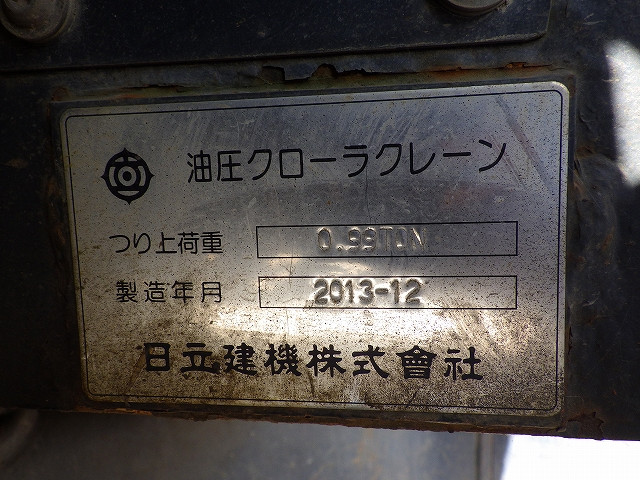 油圧クローラクレーン
つり上荷重 0.99TON
製造年月 2013-12
日立建機株式會社